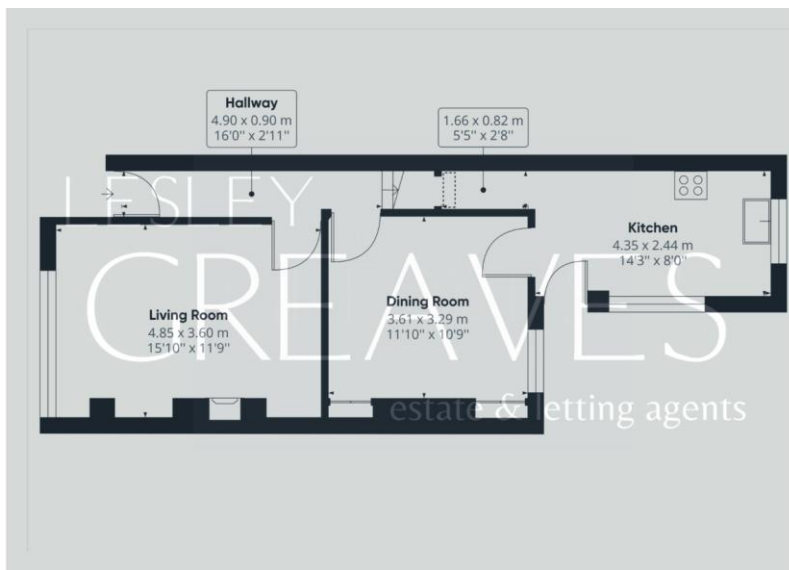 Hallway
4.90 x 0.90 m
16'0" x 2'11"
1.66 x 0.82 m
5'5" x 2'8"
LESLEY
GREAVES
estate & letting agents
Kitchen
4.35 x 2.44 m
14'3" x 8'0"
Living Room
4.85 x 3.60 m
15'10" x 11'9"
Dining Room
3.61 x 3.29 m
11'10" x 10'9"